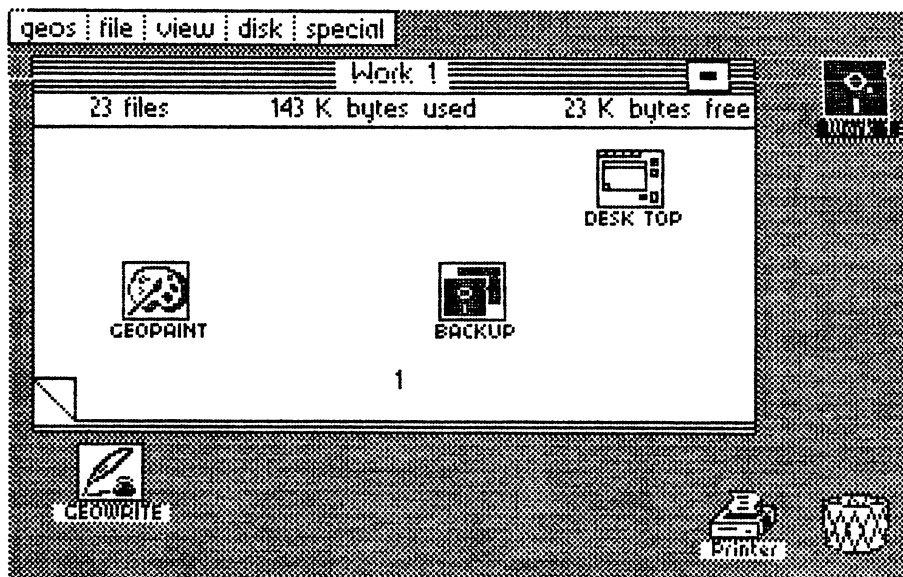 geos file view disk special
Work 1
23 files 143 K bytes used 23 K bytes free
DESK TOP
GEOPAINT BACKUP
1
GEOWRITE
Printer